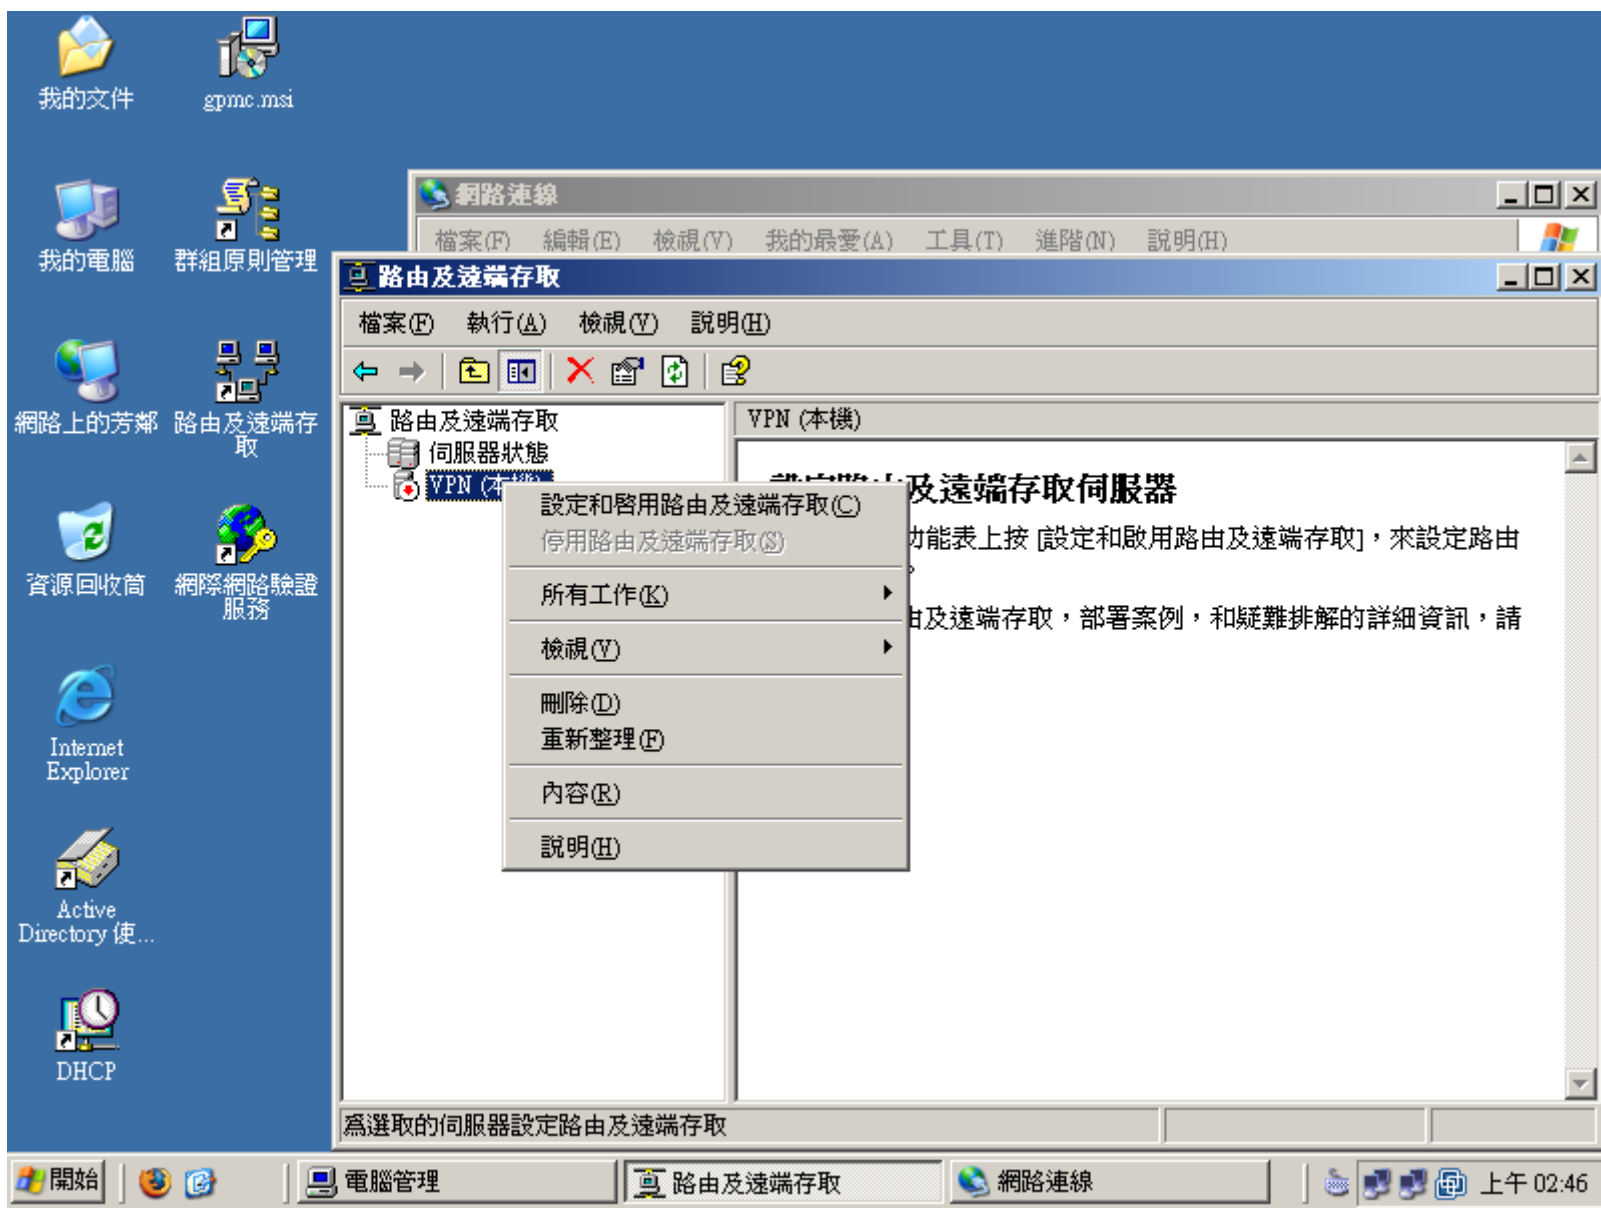 我的文件
gpmc.msi
我的電腦
群組原則管理
網路上的芳鄰
路由及遠端存
取
資源回收筒
網際網路驗證
服務
Internet
Explorer
Active
Directory 使...
DHCP
網路連線
檔案(F) 編輯(E) 檢視(V) 我的最愛(A) 工具(T) 進階(N) 說明(H)
路由及遠端存取
檔案(F) 執行(A) 檢視(V) 說明(H)
路由及遠端存取
伺服器狀態
VPN (本機)
VPN (本機)
設定路由及遠端存取伺服器
功能表上按 [設定和啟用路由及遠端存取]，來設定路由
。
由及遠端存取，部署案例，和疑難排解的詳細資訊，請
設定和啓用路由及遠端存取(C)
停用路由及遠端存取(S)
所有工作(K)
檢視(V)
刪除(D)
重新整理(F)
內容(R)
說明(H)
爲選取的伺服器設定路由及遠端存取
開始
電腦管理
路由及遠端存取
網路連線
上午 02:46